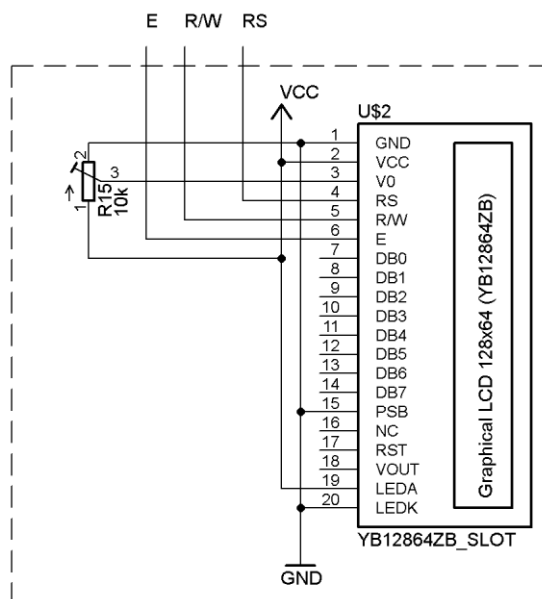 E R/W RS
VCC
U$2
1 GND
2 VCC
3 V0
4 RS
5 R/W
6 E
7 DB0
8 DB1
9 DB2
10 DB3
11 DB4
12 DB5
13 DB6
14 DB7
15 PSB
16 NC
17 RST
18 VOUT
19 LEDA
20 LEDK
Graphical LCD 128x64 (YB12864ZB)
YB12864ZB_SLOT
2
3
1
R15
10k
GND